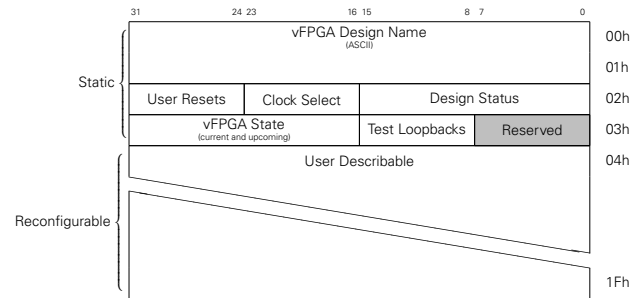 31 24 23 16 15 8 7 0
vFPGA Design Name 00h
(ASCII)
01h
Static
User Resets Clock Select Design Status 02h
vFPGA State Test Loopbacks Reserved 03h
(current and upcoming)
User Describable 04h
Reconfigurable
1Fh